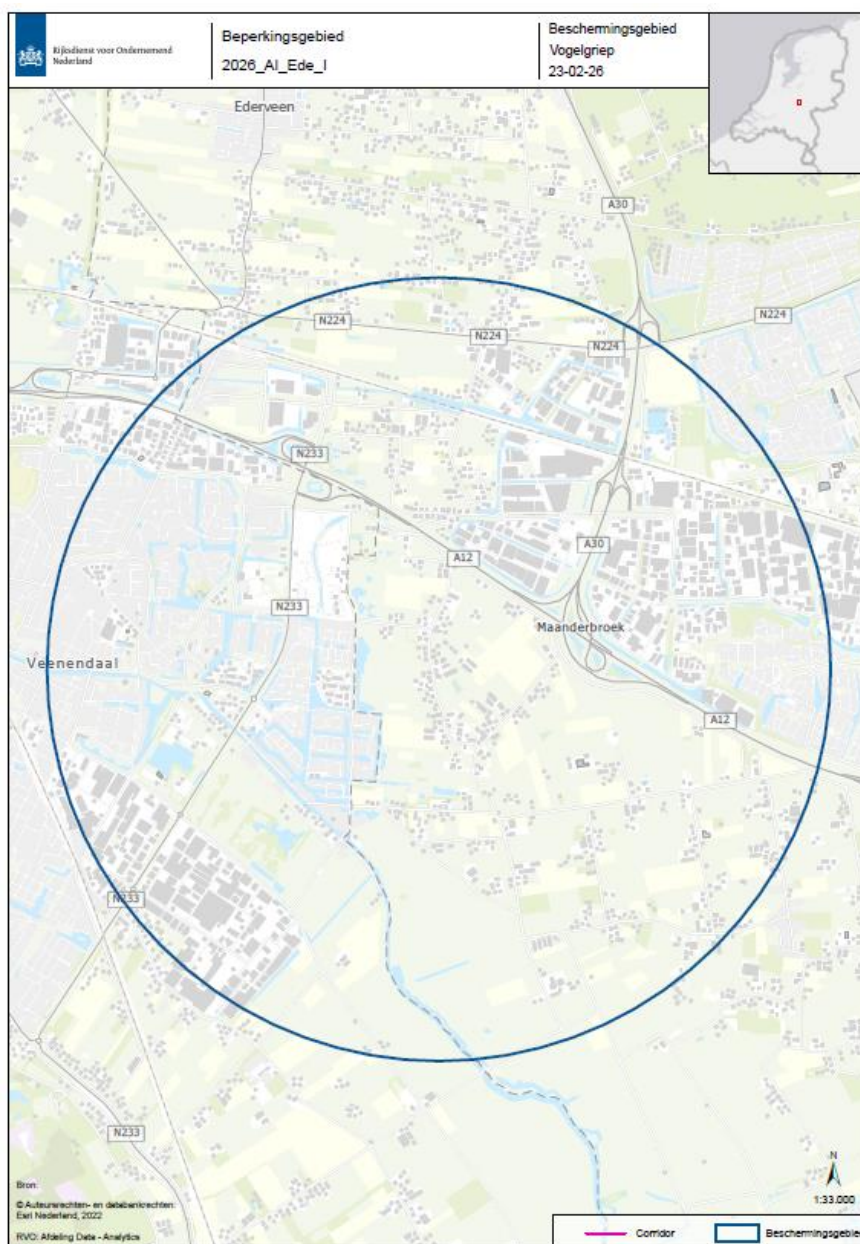 Rijksdienst voor Ondernemend
Nederland
Beperkingsgebied
2026_AI_Ede_I
Beschermingsgebied
Vogelgriep
23-02-26
Ederveen
A30
N224
N224
N224
N224
N233
A12
A30
N233
Maanderbroek
Veenendaal
A12
N233
N233
Bron:
© Auteursrechten- en databankrechten:
Esri Nederland, 2022
RVO: Afdeling Data - Analytics
N
1:33.000
Corridor
Beschermingsgebie